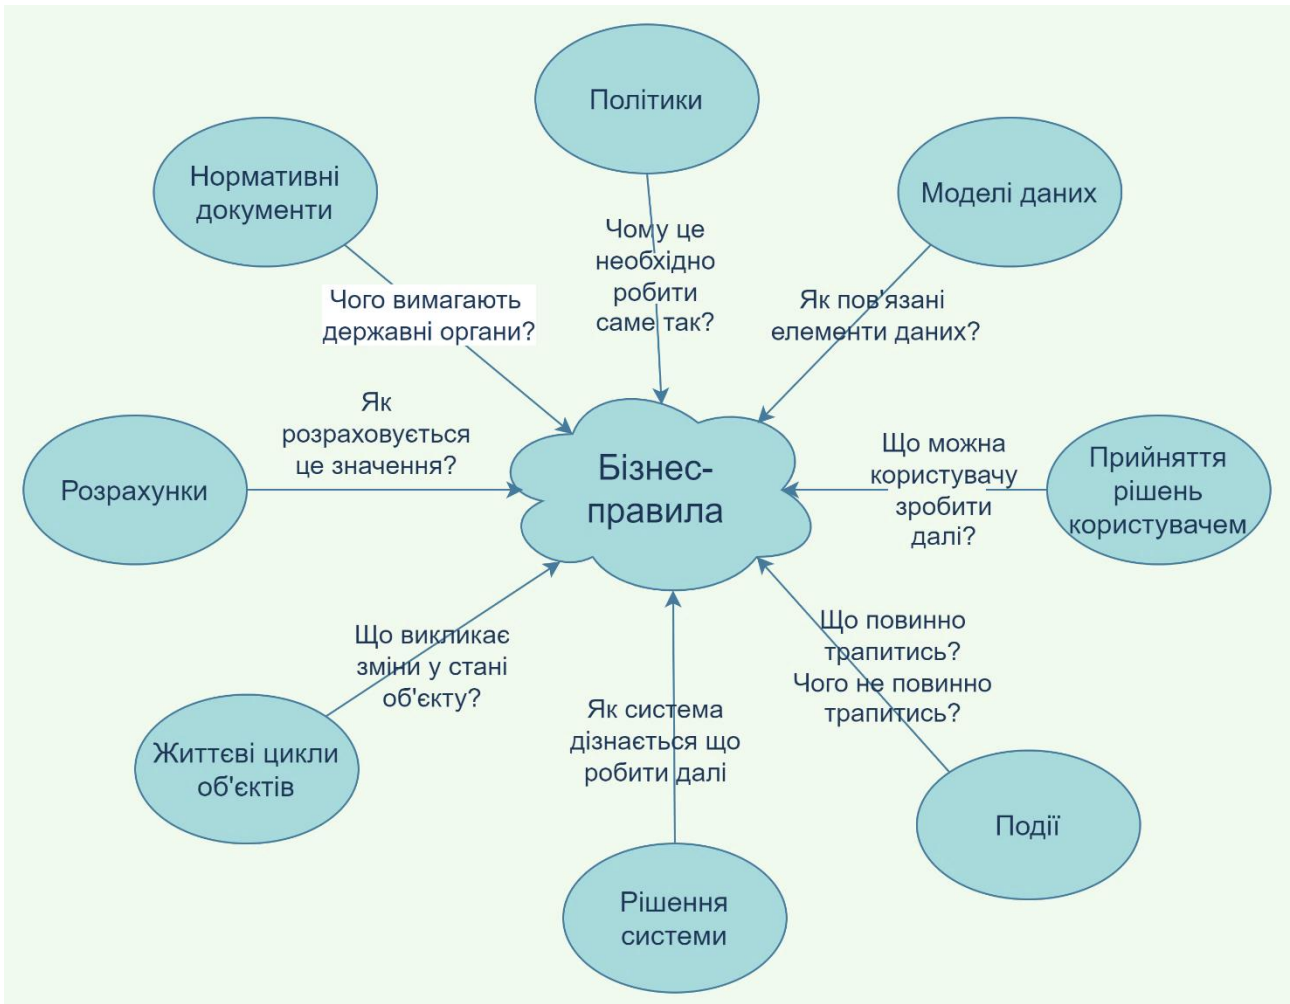 Політики
Нормативні
документи
Моделі даних
Чому це
необхідно
робити
саме так?
Чого вимагають
державні органи?
Як пов'язані
елементи даних?
Як
розраховується
це значення?
Розрахунки
Бізнес-
правила
Що можна
користувачу
зробити
далі?
Прийняття
рішень
користувачем
Що викликає
зміни у стані
об'єкту?
Що повинно
трапитись?
Чого не повинно
трапитись?
Життєві цикли
об'єктів
Як система
дізнається що
робити далі
Події
Рішення
системи